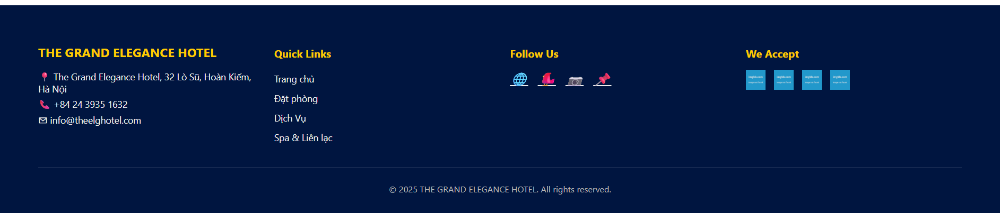 THE GRAND ELEGANCE HOTEL
The Grand Elegance Hotel, 32 Lò Sũ, Hoàn Kiếm,
Hà Nội
+84 24 3935 1632
info@theelghotel.com
Quick Links
Trang chủ
Đặt phòng
Dịch Vụ
Spa & Liên lạc
Follow Us
We Accept
imgbb.com imgbb.com imgbb.com imgbb.com
image not found image not found image not found image not found
© 2025 THE GRAND ELEGANCE HOTEL. All rights reserved.